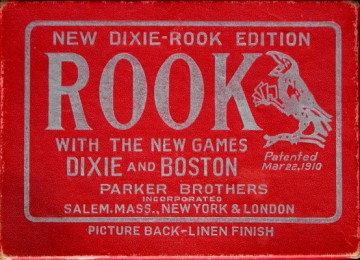 NEW DIXIE-ROOK EDITION
ROOK
WITH THE NEW GAMES
DIXIE AND BOSTON
Patented
Mar 22, 1910
PARKER BROTHERS
INCORPORATED
SALEM. MASS., NEW YORK & LONDON
PICTURE BACK-LINEN FINISH